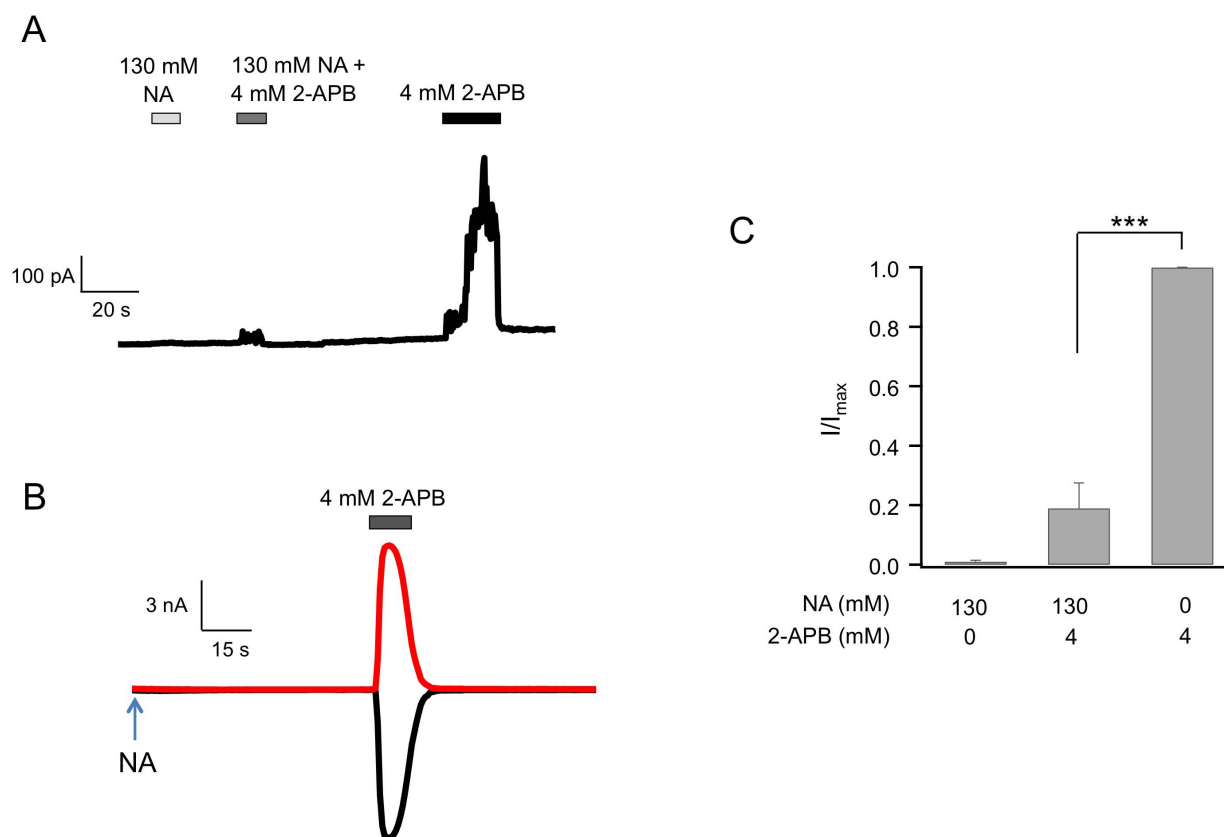 A
130 mM
NA
130 mM NA +
4 mM 2-APB
4 mM 2-APB
100 pA
20 s
B
4 mM 2-APB
3 nA
15 s
NA
C
***
1.0
0.8
0.6
0.4
0.2
0.0
I/Imax
NA (mM) 130 130 0
2-APB (mM) 0 4 4